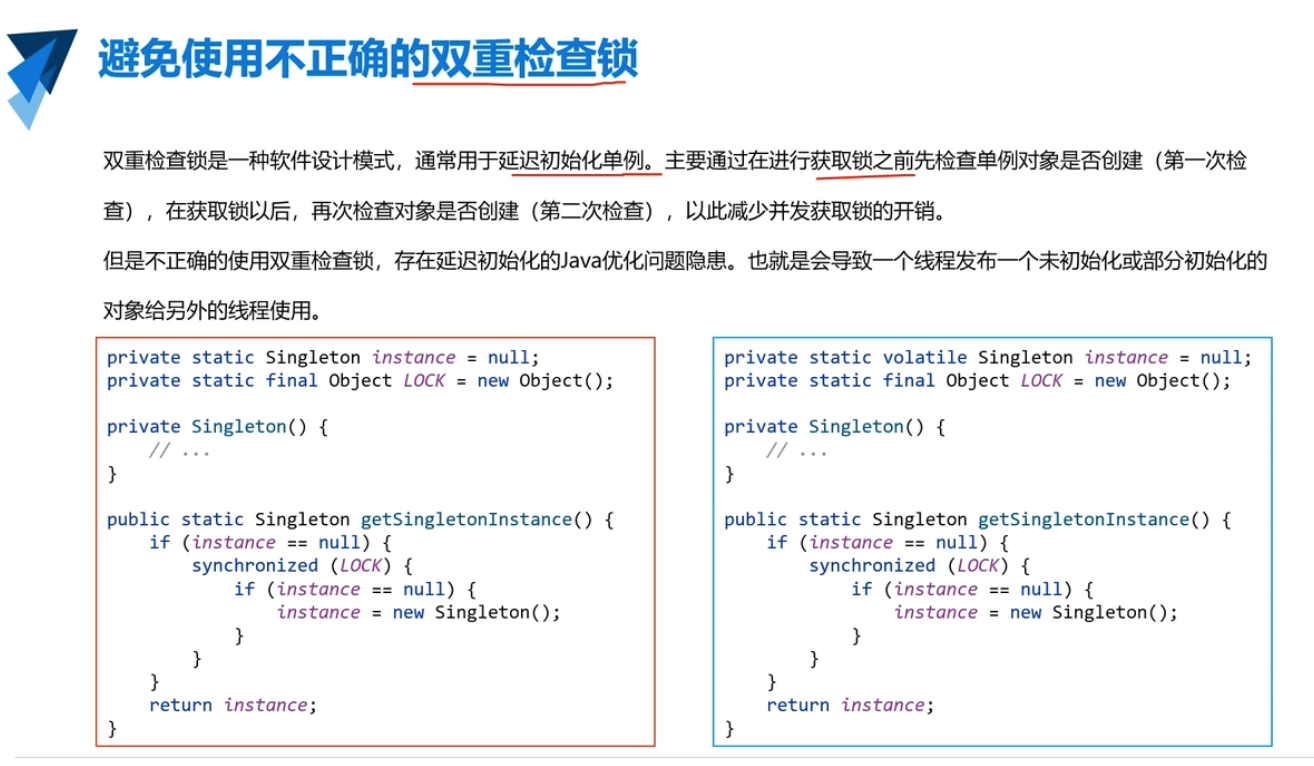 避免使用不正确的双重检查锁
双重检查锁是一种软件设计模式，通常用于延迟初始化单例。主要通过在进行获取锁之前先检查单例对象是否创建（第一次检
查），在获取锁以后，再次检查对象是否创建（第二次检查），以此减少并发获取锁的开销。
但是不正确的使用双重检查锁，存在延迟初始化的Java优化问题隐患。也就是会导致一个线程发布一个未初始化或部分初始化的
对象给另外的线程使用。
private static Singleton instance = null;
private static final Object LOCK = new Object();
private Singleton() {
// ...
}
public static Singleton getSingletonInstance() {
if (instance == null) {
synchronized (LOCK) {
if (instance == null) {
instance = new Singleton();
}
}
}
return instance;
}
private static volatile Singleton instance = null;
private static final Object LOCK = new Object();
private Singleton() {
// ...
}
public static Singleton getSingletonInstance() {
if (instance == null) {
synchronized (LOCK) {
if (instance == null) {
instance = new Singleton();
}
}
}
return instance;
}